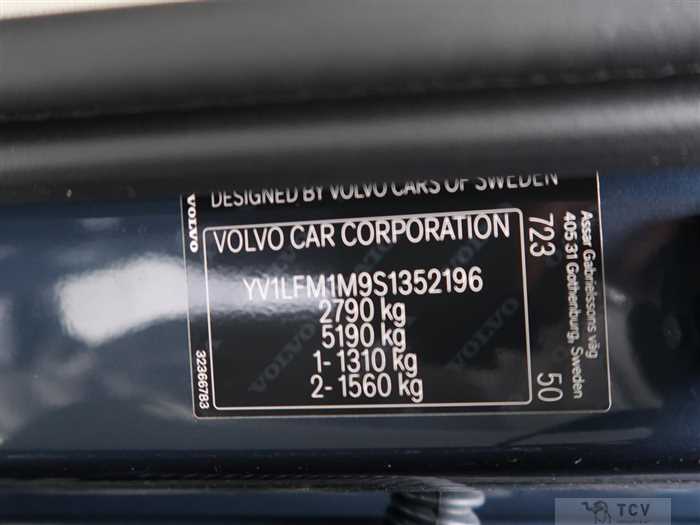 DESIGNED BY VOLVO CARS OF SWEDEN
VOLVO
VOLVO CAR CORPORATION
YV1LFM1M9S1352196
2790 kg
5190 kg
1- 1310 kg
2- 1560 kg
32366783
723
50
Assar Gabrielssons väg
405 31 Gothenburg, Sweden
TCV